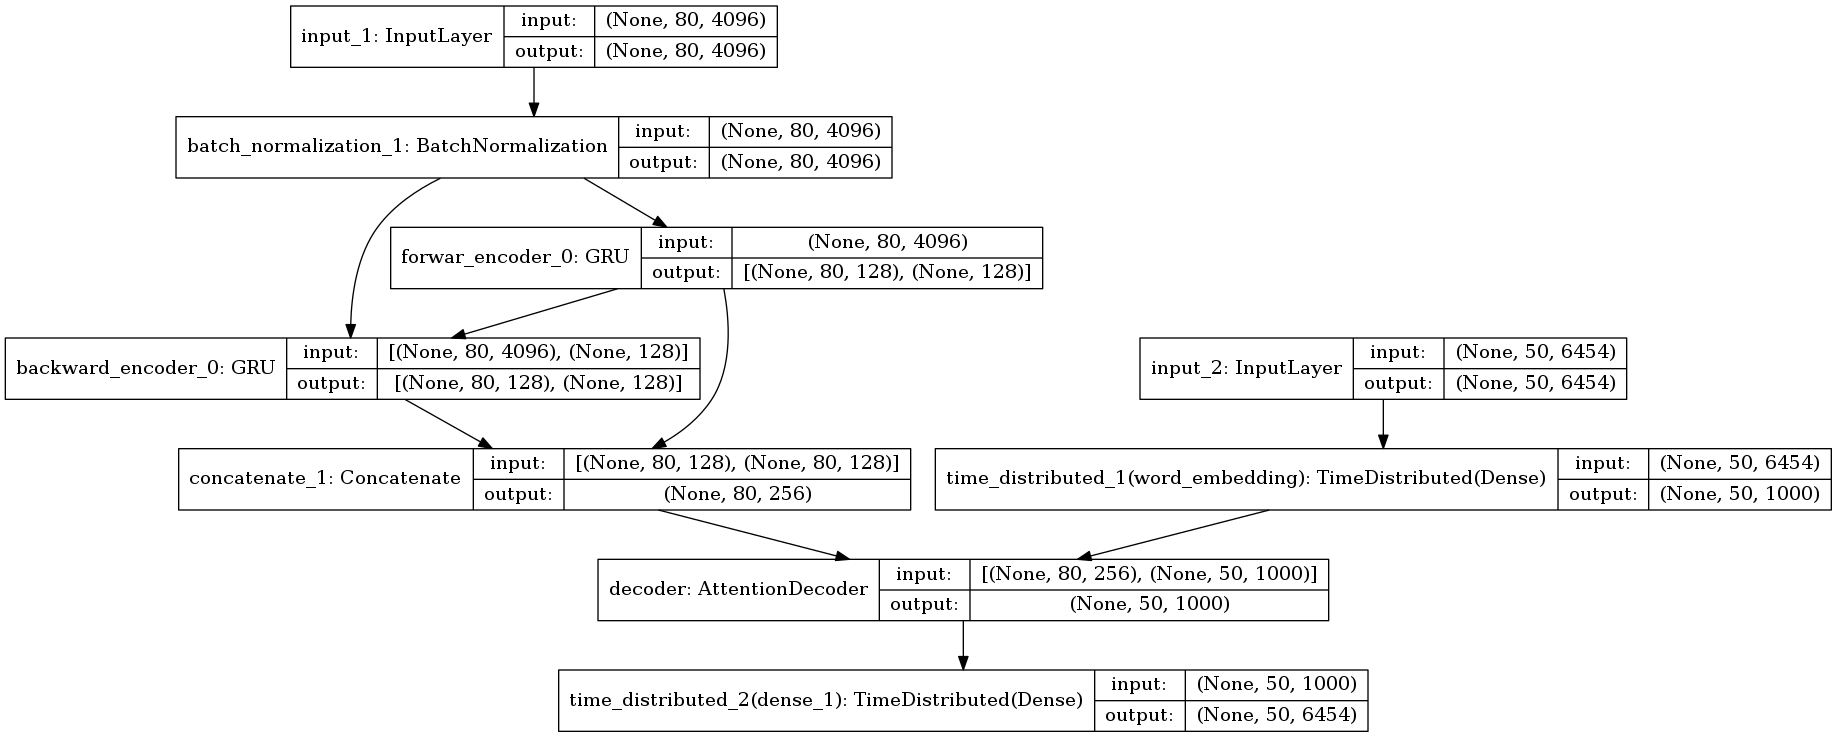 input_1: InputLayer
input: (None, 80, 4096)
output: (None, 80, 4096)
batch_normalization_1: BatchNormalization
input: (None, 80, 4096)
output: (None, 80, 4096)
forwar_encoder_0: GRU
input: (None, 80, 4096)
output: [(None, 80, 128), (None, 128)]
backward_encoder_0: GRU
input: [(None, 80, 4096), (None, 128)]
output: [(None, 80, 128), (None, 128)]
input_2: InputLayer
input: (None, 50, 6454)
output: (None, 50, 6454)
concatenate_1: Concatenate
input: [(None, 80, 128), (None, 80, 128)]
output: (None, 80, 256)
time_distributed_1(word_embedding): TimeDistributed(Dense)
input: (None, 50, 6454)
output: (None, 50, 1000)
decoder: AttentionDecoder
input: [(None, 80, 256), (None, 50, 1000)]
output: (None, 50, 1000)
time_distributed_2(dense_1): TimeDistributed(Dense)
input: (None, 50, 1000)
output: (None, 50, 6454)